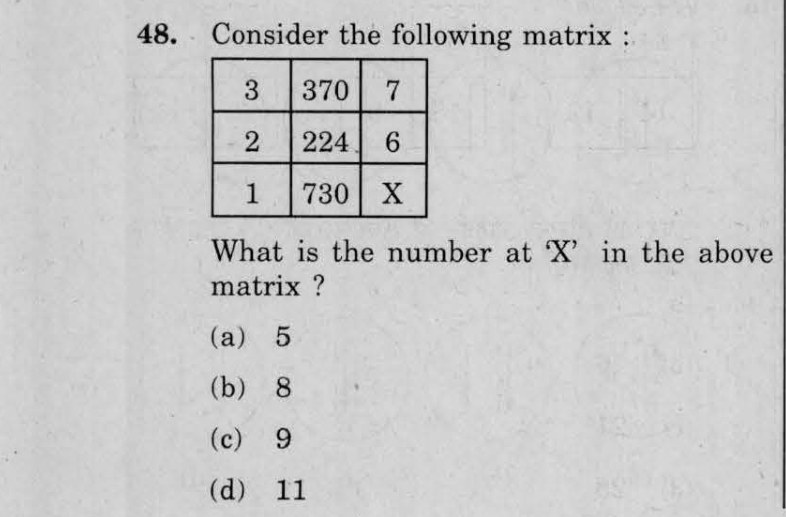 48. Consider the following matrix :
3 370 7
2 224 6
1 730 X
What is the number at ‘X’ in the above
matrix ?
(a) 5
(b) 8
(c) 9
(d) 11